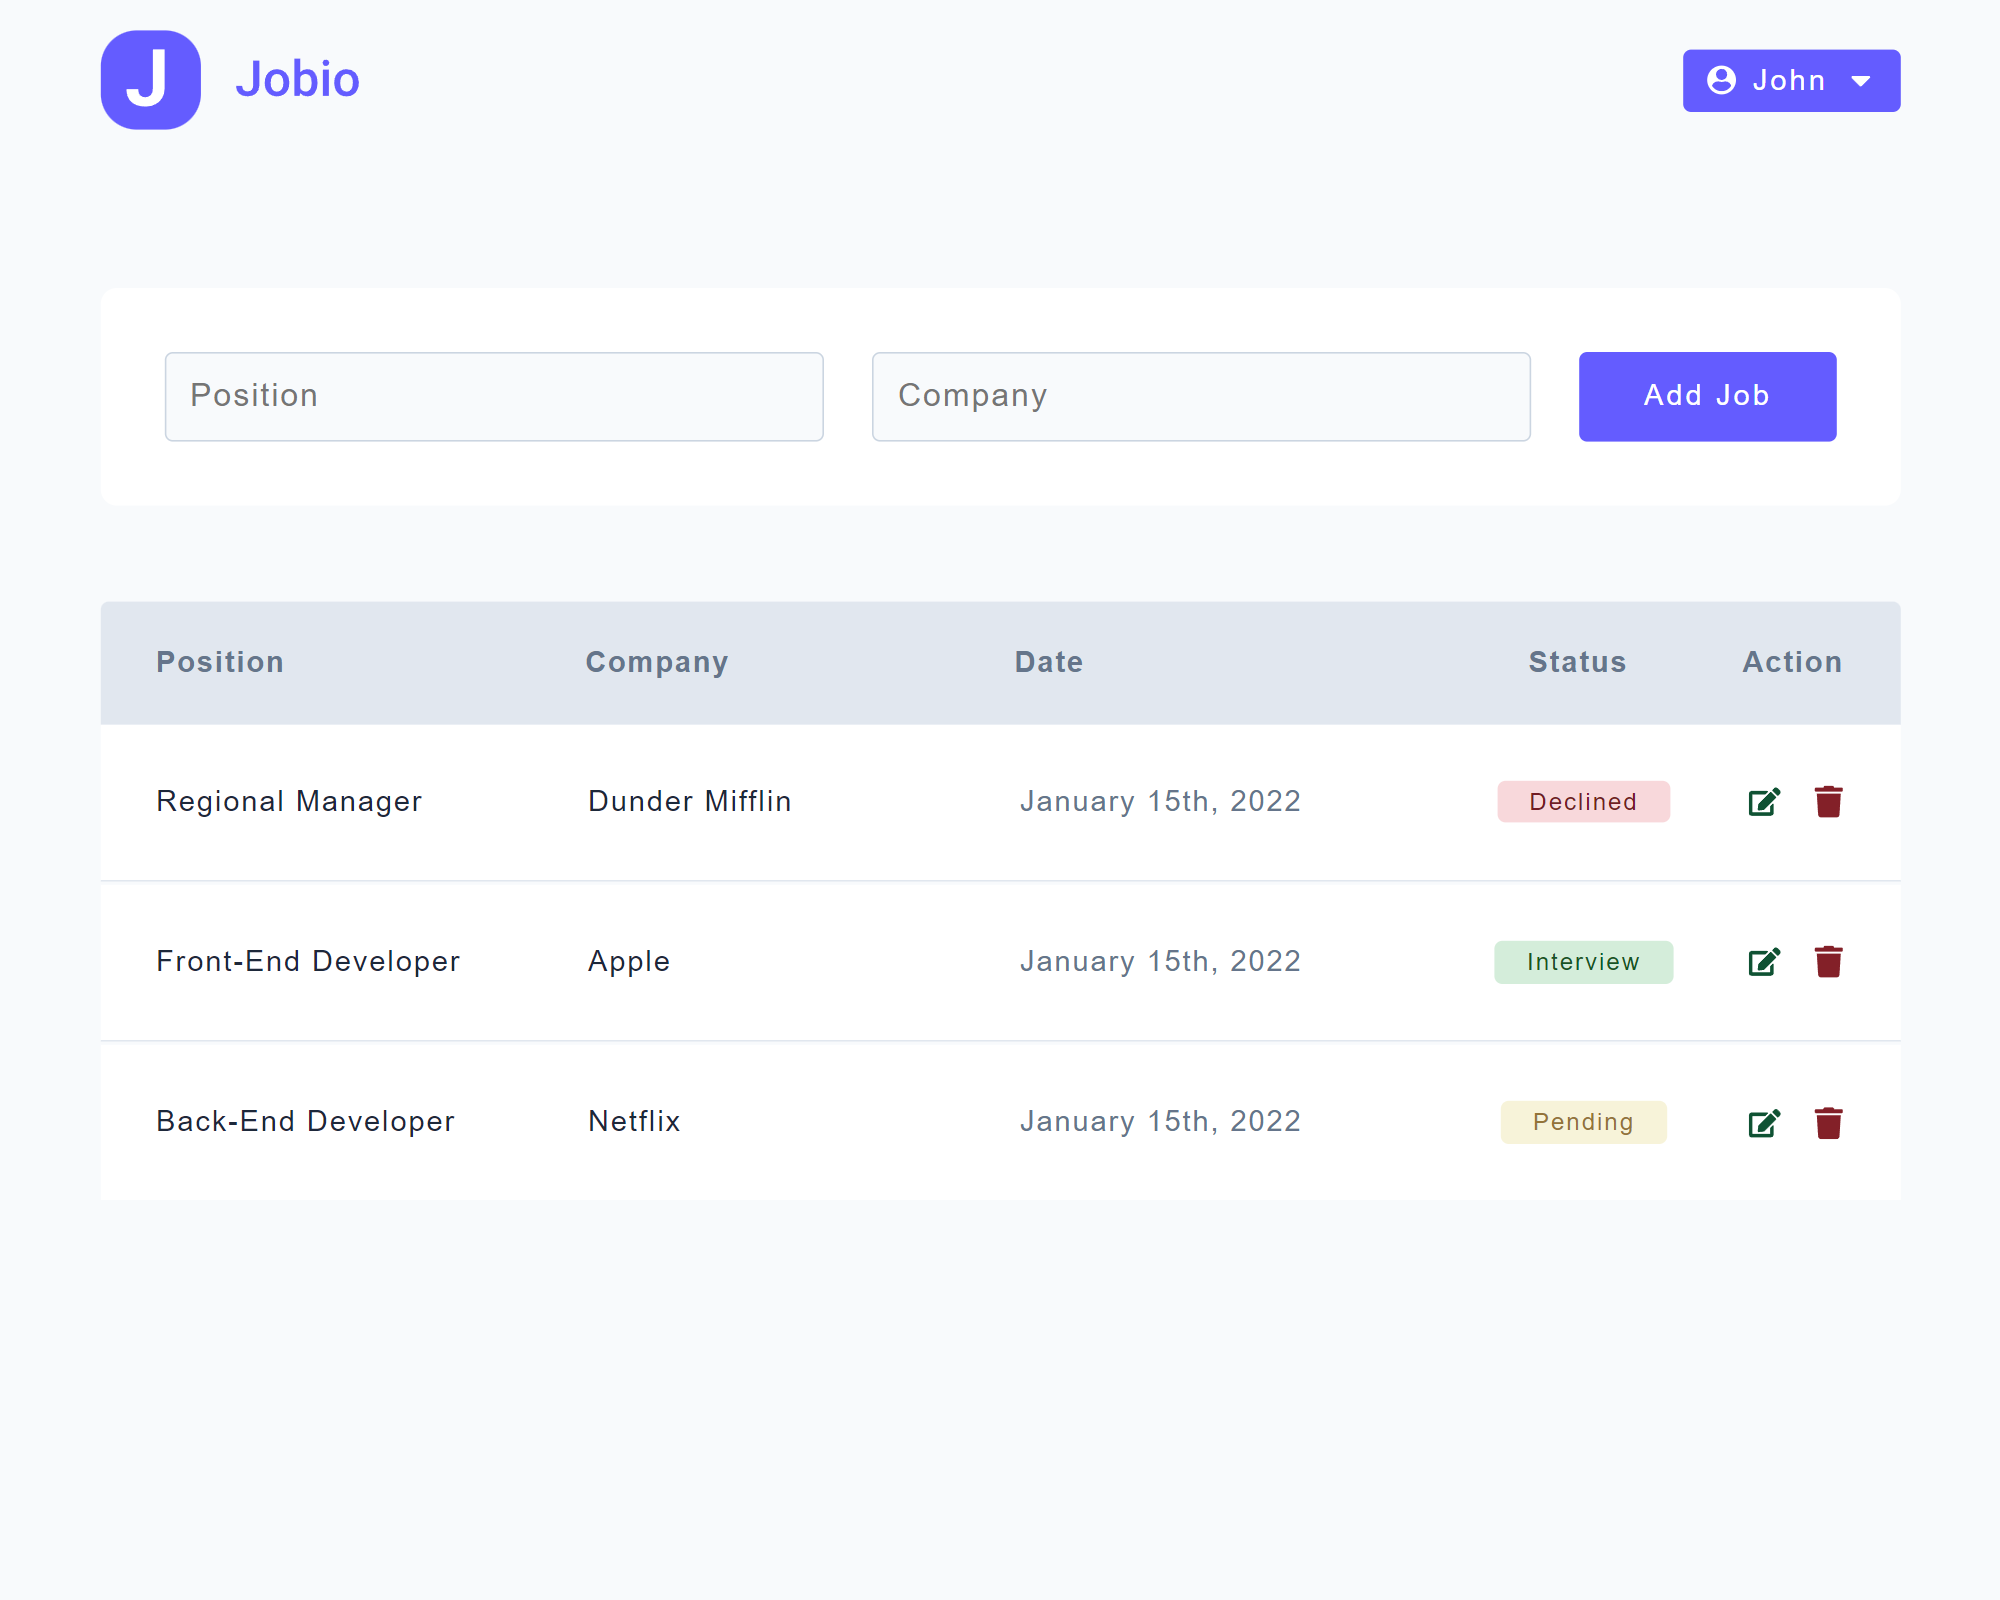 J Jobio John
Position Company Add Job
Position Company Date Status Action
Regional Manager Dunder Mifflin January 15th, 2022 Declined
Front-End Developer Apple January 15th, 2022 Interview
Back-End Developer Netflix January 15th, 2022 Pending